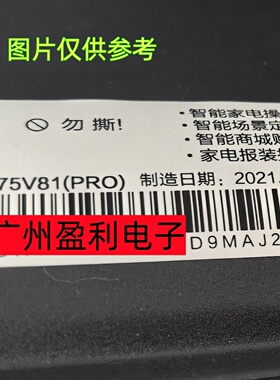 图片仅供参考
勿撕!
• 智能家电操
• 智能场景定
• 智能商城购
• 家电报装
75V81(PRO) 制造日期: 2021.
广州盈利电子
D9MAJ2